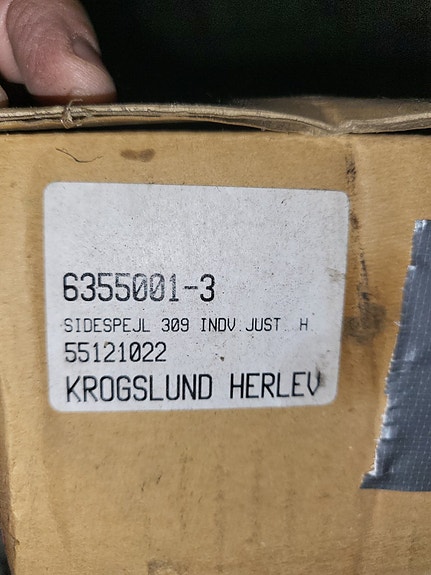 6355001-3
SIDESPEJL 309 INDV.JUST. H
55121022
KROGSLUND HERLEV